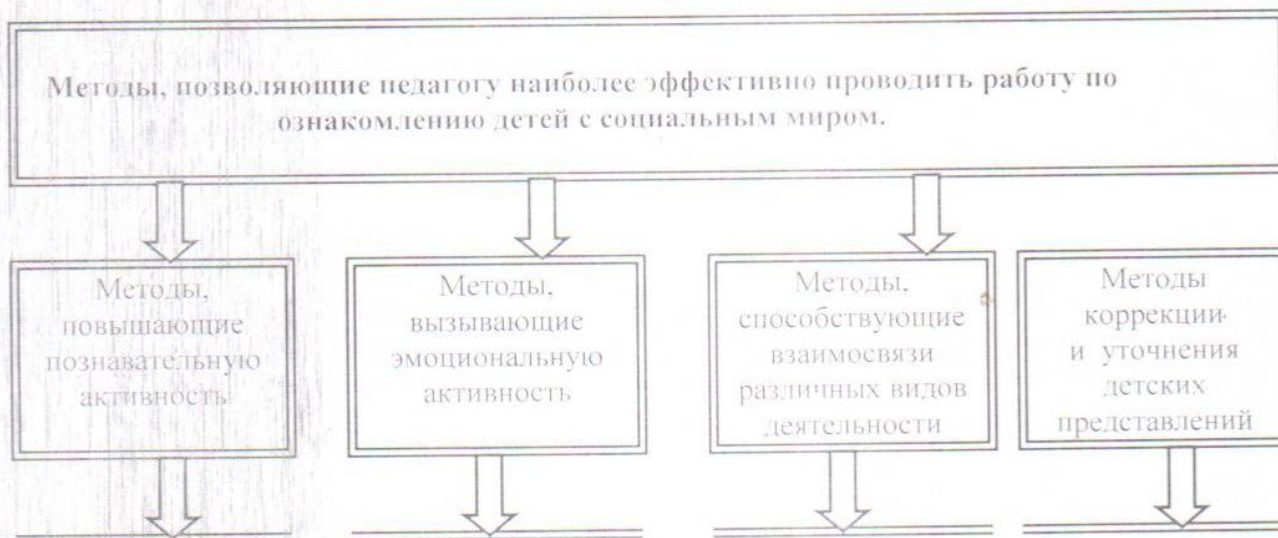 Методы, позволяющие педагогу наиболее эффективно проводить работу по
ознакомлению детей с социальным миром.
Методы,
повышающие
познавательную
активность
Методы,
вызывающие
эмоциональную
активность
Методы,
способствующие
взаимосвязи
различных видов
деятельности
Методы
коррекции
и уточнения
детских
представлений